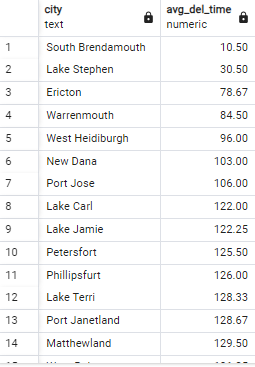 city avg_del_time
text numeric
1 South Brendamouth 10.50
2 Lake Stephen 30.50
3 Ericton 78.67
4 Warrenmouth 84.50
5 West Heidiburgh 96.00
6 New Dana 103.00
7 Port Jose 106.00
8 Lake Carl 122.00
9 Lake Jamie 122.25
10 Petersfort 125.50
11 Phillipsfurt 126.00
12 Lake Terri 128.33
13 Port Janetland 128.67
14 Matthewland 129.50